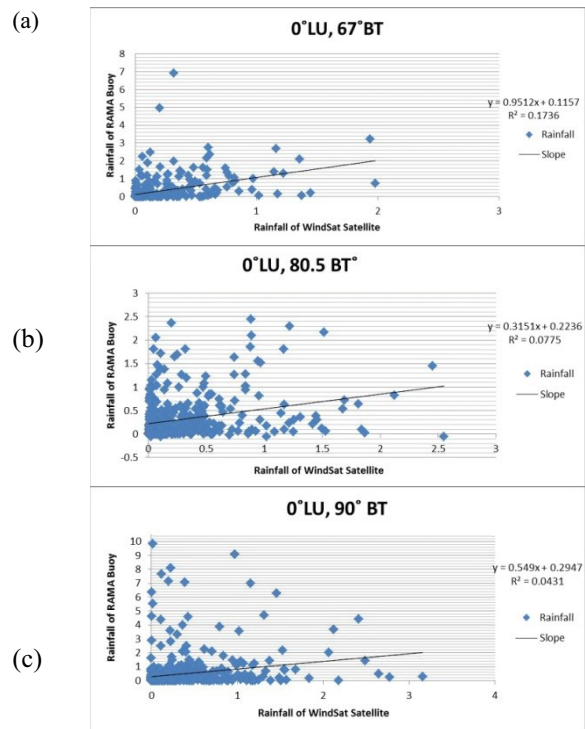 (a)
0°LU, 67°BT
Rainfall of RAMA Buoy
8
7
6
5
4
3
2
1
0
0
1
2
3
Rainfall of WindSat Satellite
y = 0.9512x + 0.1157
R² = 0.1736
Rainfall
Slope
(b)
0°LU, 80.5 BT°
Rainfall of RAMA Buoy
3
2.5
2
1.5
1
0.5
0
-0.5
0
0.5
1
1.5
2
2.5
3
Rainfall of WindSat Satellite
y = 0.3151x + 0.2236
R² = 0.0775
Rainfall
Slope
(c)
0°LU, 90° BT
Rainfall of RAMA Buoy
10
9
8
7
6
5
4
3
2
1
0
0
1
2
3
4
Rainfall of WindSat Satellite
y = 0.549x + 0.2947
R² = 0.0431
Rainfall
Slope